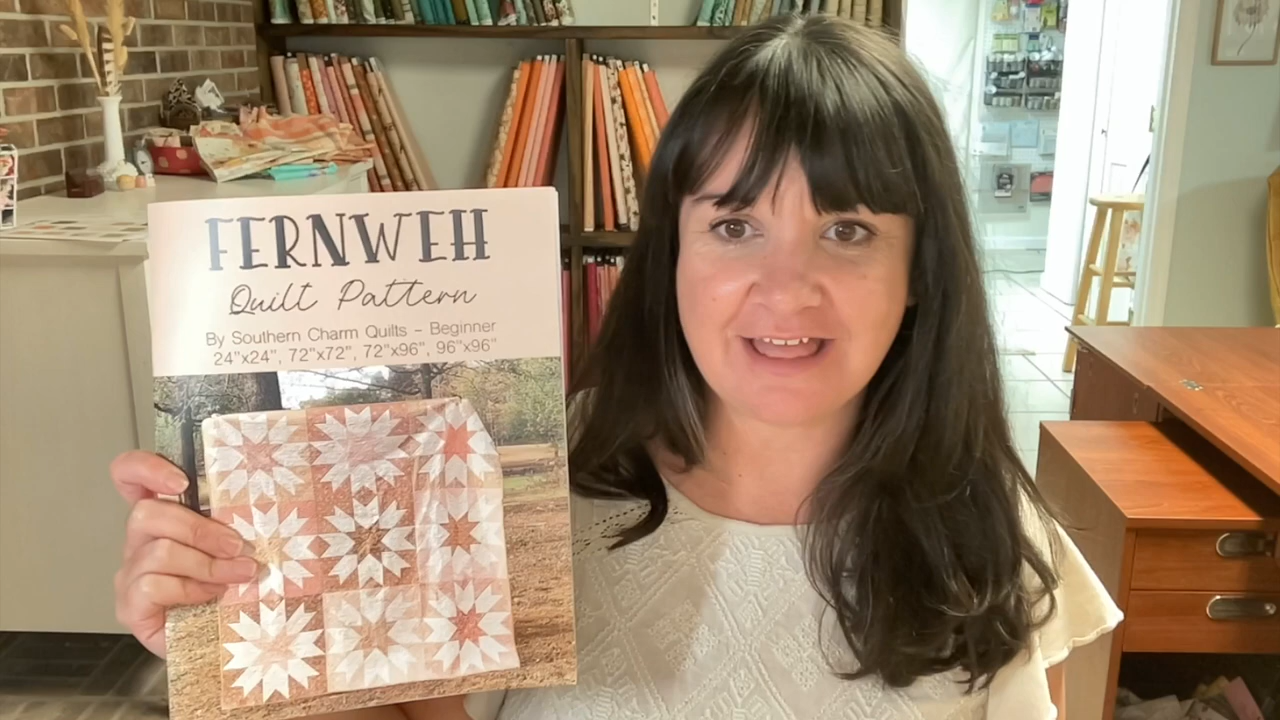 FERNWEH
Quilt Pattern
By Southern Charm Quilts – Beginner
24"x24", 72"x72", 72"x96", 96"x96"